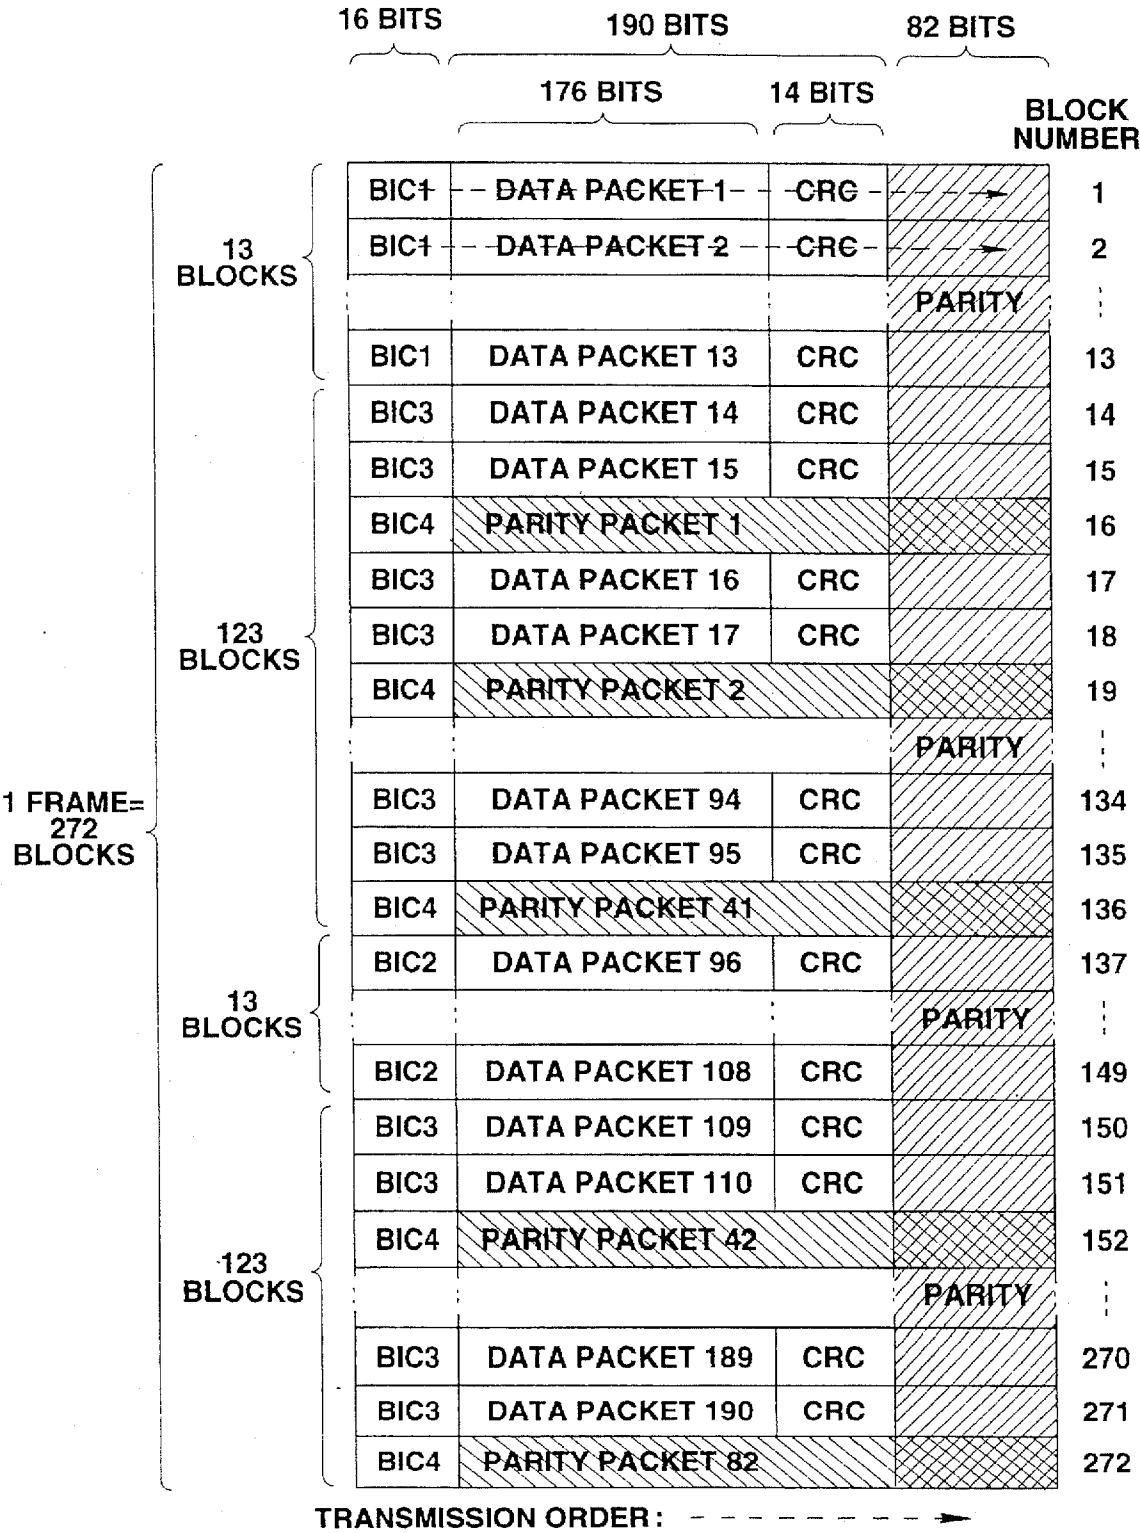 16 BITS 190 BITS 82 BITS
176 BITS 14 BITS
BLOCK
NUMBER
BIC1 DATA PACKET 1 CRC 1
BIC1 DATA PACKET 2 CRC 2
13
BLOCKS
PARITY
BIC1 DATA PACKET 13 CRC 13
BIC3 DATA PACKET 14 CRC 14
BIC3 DATA PACKET 15 CRC 15
BIC4 PARITY PACKET 1 16
BIC3 DATA PACKET 16 CRC 17
123
BLOCKS
BIC3 DATA PACKET 17 CRC 18
BIC4 PARITY PACKET 2 19
PARITY
1 FRAME=
272
BLOCKS
BIC3 DATA PACKET 94 CRC 134
BIC3 DATA PACKET 95 CRC 135
BIC4 PARITY PACKET 41 136
BIC2 DATA PACKET 96 CRC 137
13
BLOCKS
PARITY
BIC2 DATA PACKET 108 CRC 149
BIC3 DATA PACKET 109 CRC 150
BIC3 DATA PACKET 110 CRC 151
BIC4 PARITY PACKET 42 152
123
BLOCKS
PARITY
BIC3 DATA PACKET 189 CRC 270
BIC3 DATA PACKET 190 CRC 271
BIC4 PARITY PACKET 82 272
TRANSMISSION ORDER: